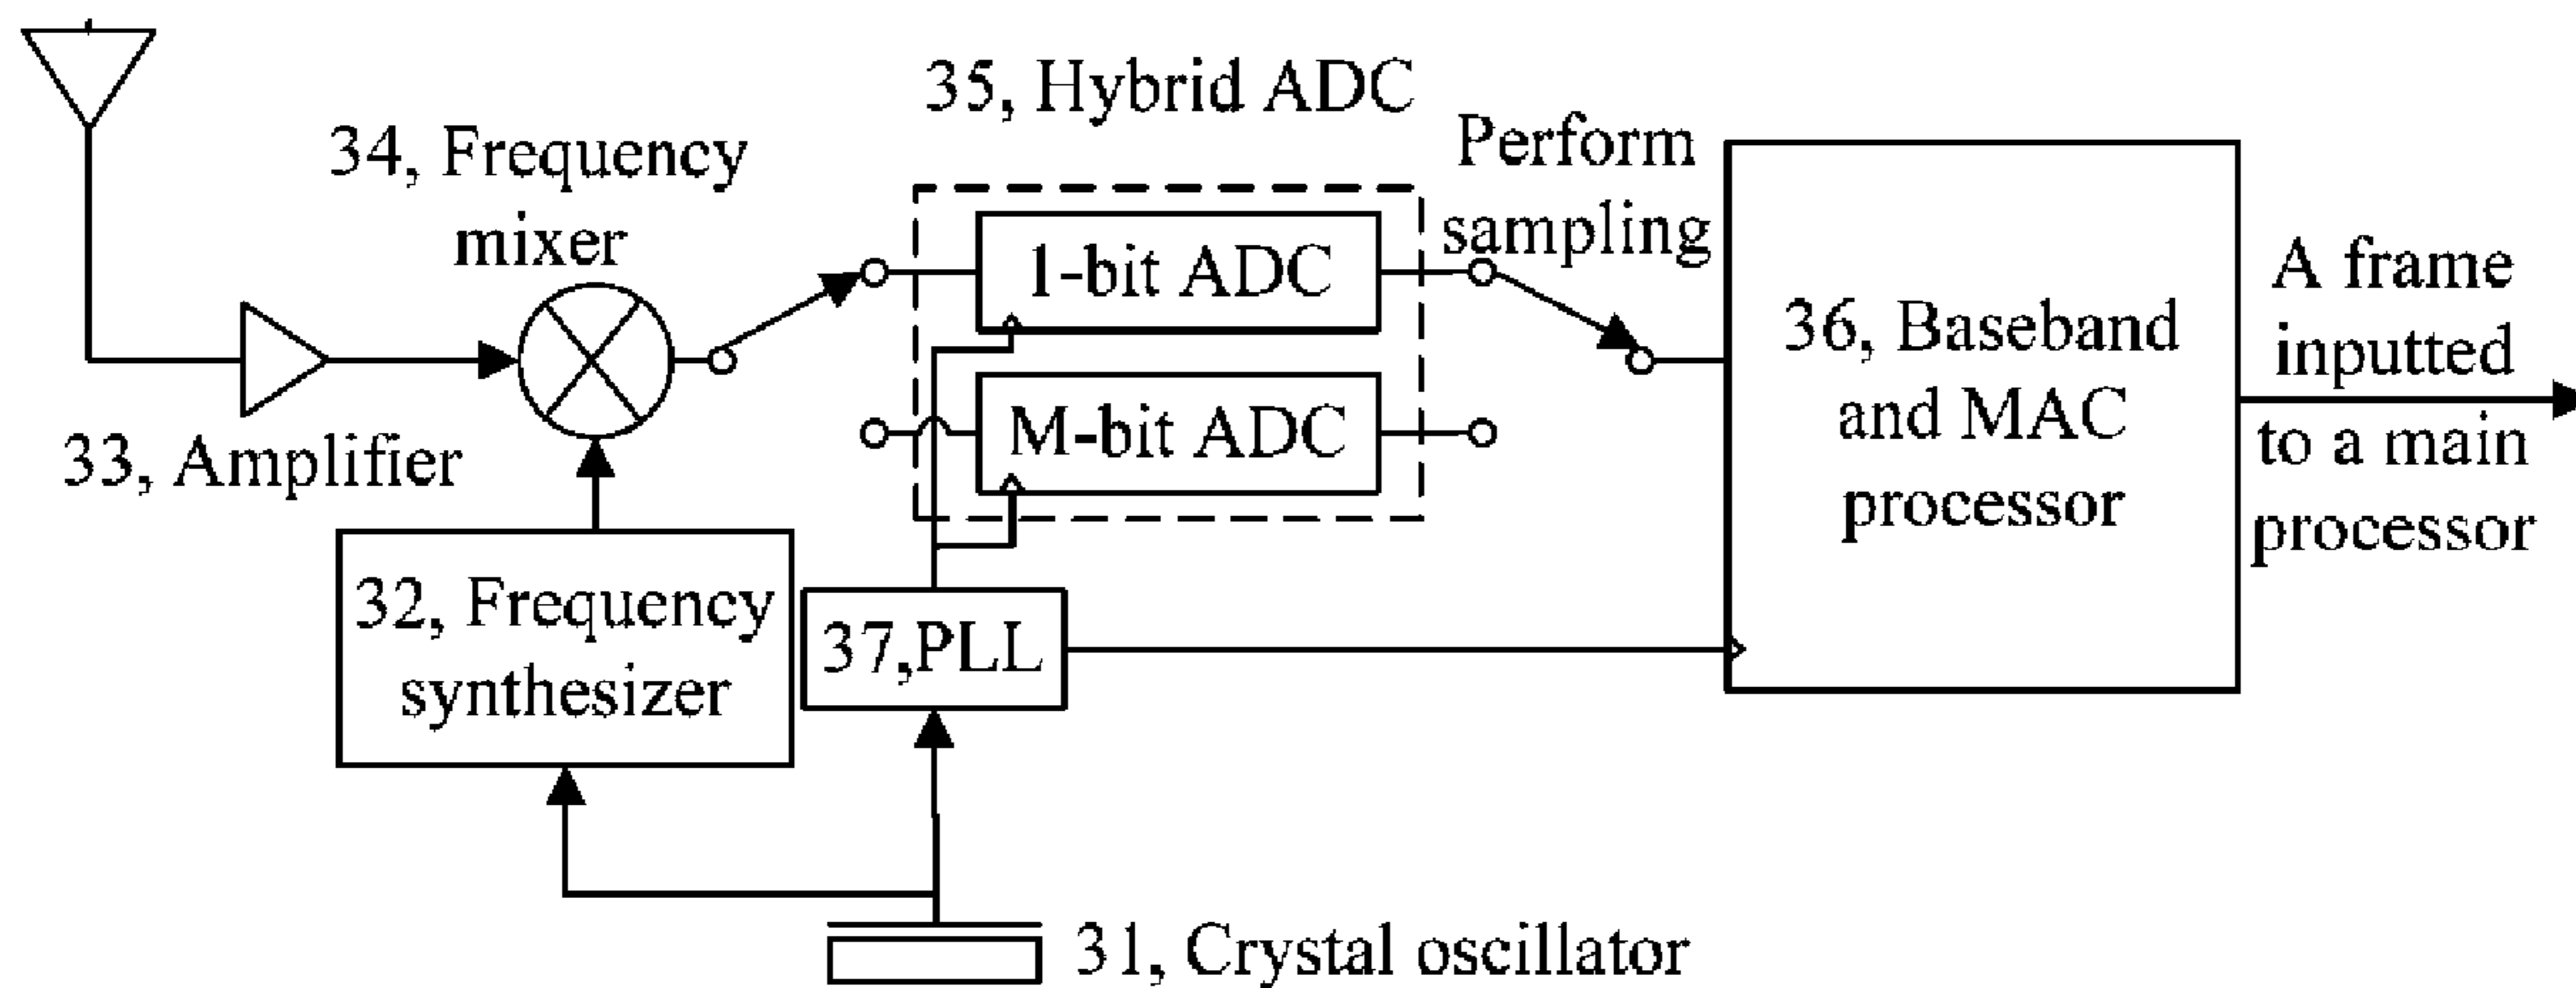 35, Hybrid ADC
34, Frequency
mixer
Perform
sampling
1-bit ADC
M-bit ADC
33, Amplifier
36, Baseband
and MAC
processor
A frame
inputted
to a main
processor
32, Frequency
synthesizer
37,PLL
31, Crystal oscillator